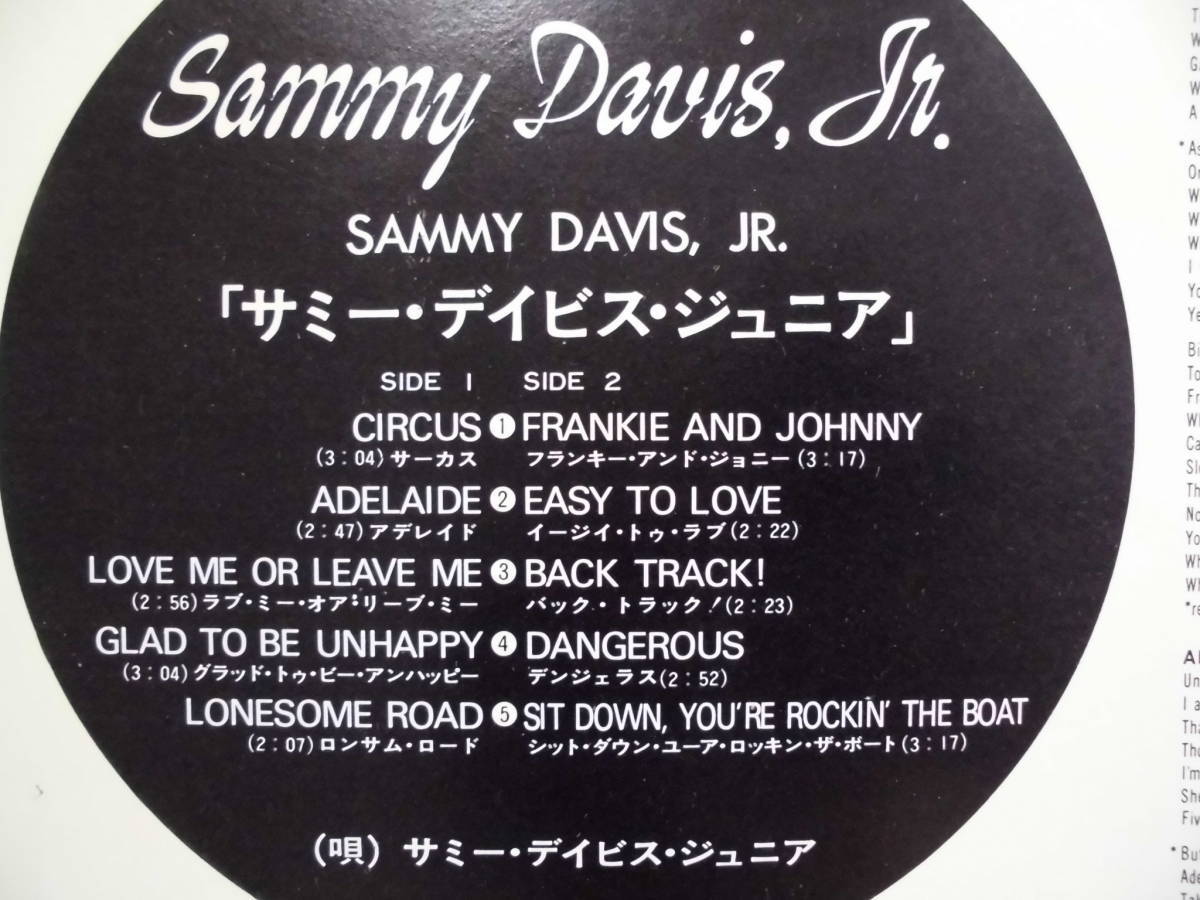 Sammy Davis, Jr.
SAMMY DAVIS, JR.
「サミー・デイビス・ジュニア」
SIDE 1 SIDE 2
CIRCUS ① FRANKIE AND JOHNNY
(3:04) サーカス フランキー・アンド・ジョニー (3:17)
ADELAIDE ② EASY TO LOVE
(2:47) アデレイド イージイ・トゥ・ラブ (2:22)
LOVE ME OR LEAVE ME ③ BACK TRACK!
(2:56) ラブ・ミー・オア・リーブ・ミー バック・トラック! (2:23)
GLAD TO BE UNHAPPY ④ DANGEROUS
(3:04) グラッド・トゥ・ビー・アンハッピー デンジェラス (2:52)
LONESOME ROAD ⑤ SIT DOWN, YOU'RE ROCKIN' THE BOAT
(2:07) ロンサム・ロード シット・ダウン・ユーア・ロッキン・ザ・ボート (3:17)
(唄) サミー・デイビス・ジュニア